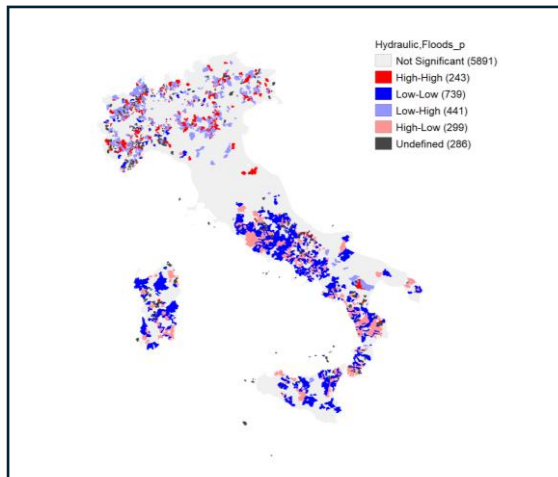 Hydraulic,Floods_p
Not Significant (5891)
High-High (243)
Low-Low (739)
Low-High (441)
High-Low (299)
Undefined (286)